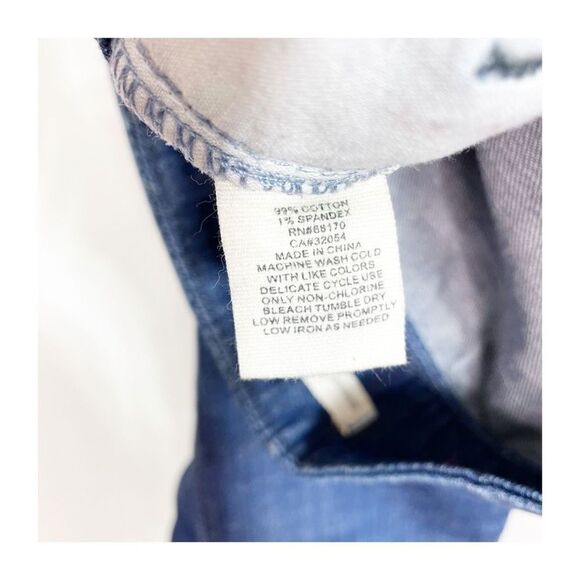 99% COTTON
1% SPANDEX
RN#68170
CA#32054
MADE IN CHINA
MACHINE WASH COLD
WITH LIKE COLORS
DELICATE CYCLE USE
ONLY NON-CHLORINE
BLEACH TUMBLE DRY
LOW REMOVE PROMPTLY
LOW IRON AS NEEDED